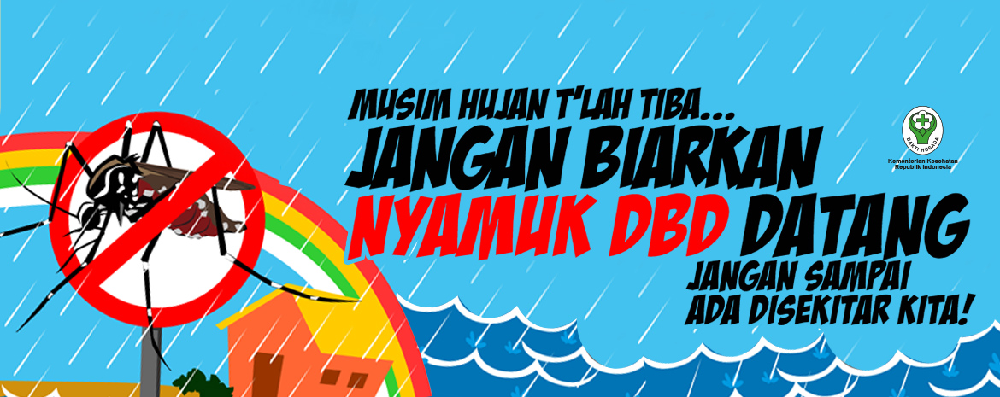 MUSIM HUJAN T'LAH TIBA...
JANGAN BIARKAN
NYAMUK DBD DATANG
JANGAN SAMPAI
ADA DISEKITAR KITA!
BAKTI HUSADA
Kementerian Kesehatan
Republik Indonesia